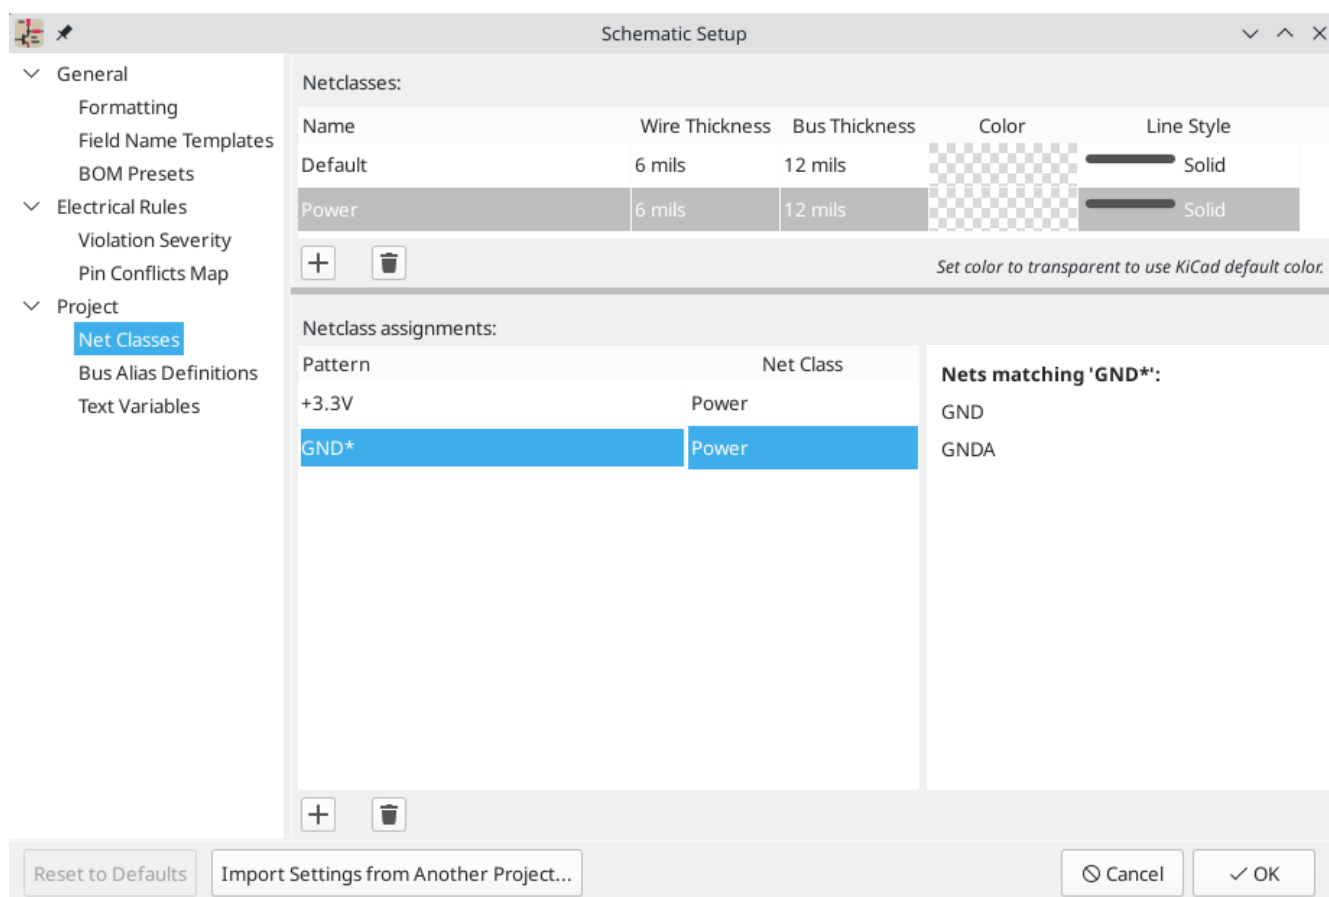 Schematic Setup
General
Formatting
Field Name Templates
BOM Presets
Electrical Rules
Violation Severity
Pin Conflicts Map
Project
Net Classes
Bus Alias Definitions
Text Variables
Netclasses:
Name Wire Thickness Bus Thickness Color Line Style
Default 6 mils 12 mils Solid
Power 6 mils 12 mils Solid
Set color to transparent to use KiCad default color.
Netclass assignments:
Pattern Net Class
+3.3V Power
GND* Power
Nets matching 'GND*':
GND
GNDA
Reset to Defaults Import Settings from Another Project... Cancel OK